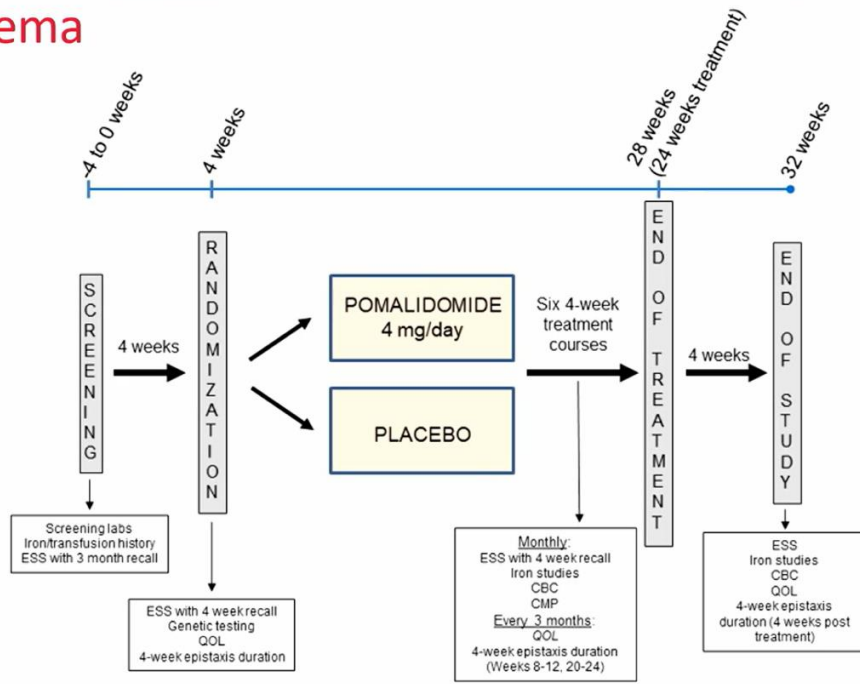 ema
-4 to 0 weeks
4 weeks
28 weeks
(24 weeks treatment)
32 weeks
SCREENING
4 weeks
RANDOMIZATION
POMALIDOMIDE
4 mg/day
PLACEBO
Six 4-week
treatment
courses
END OF TREATMENT
4 weeks
END OF STUDY
Screening labs
Iron/transfusion history
ESS with 3 month recall
ESS with 4 week recall
Genetic testing
QOL
4-week epistaxis duration
Monthly:
ESS with 4 week recall
Iron studies
CBC
CMP
Every 3 months:
QOL
4-week epistaxis duration
(Weeks 8-12, 20-24)
ESS
Iron studies
CBC
QOL
4-week epistaxis
duration (4 weeks post
treatment)